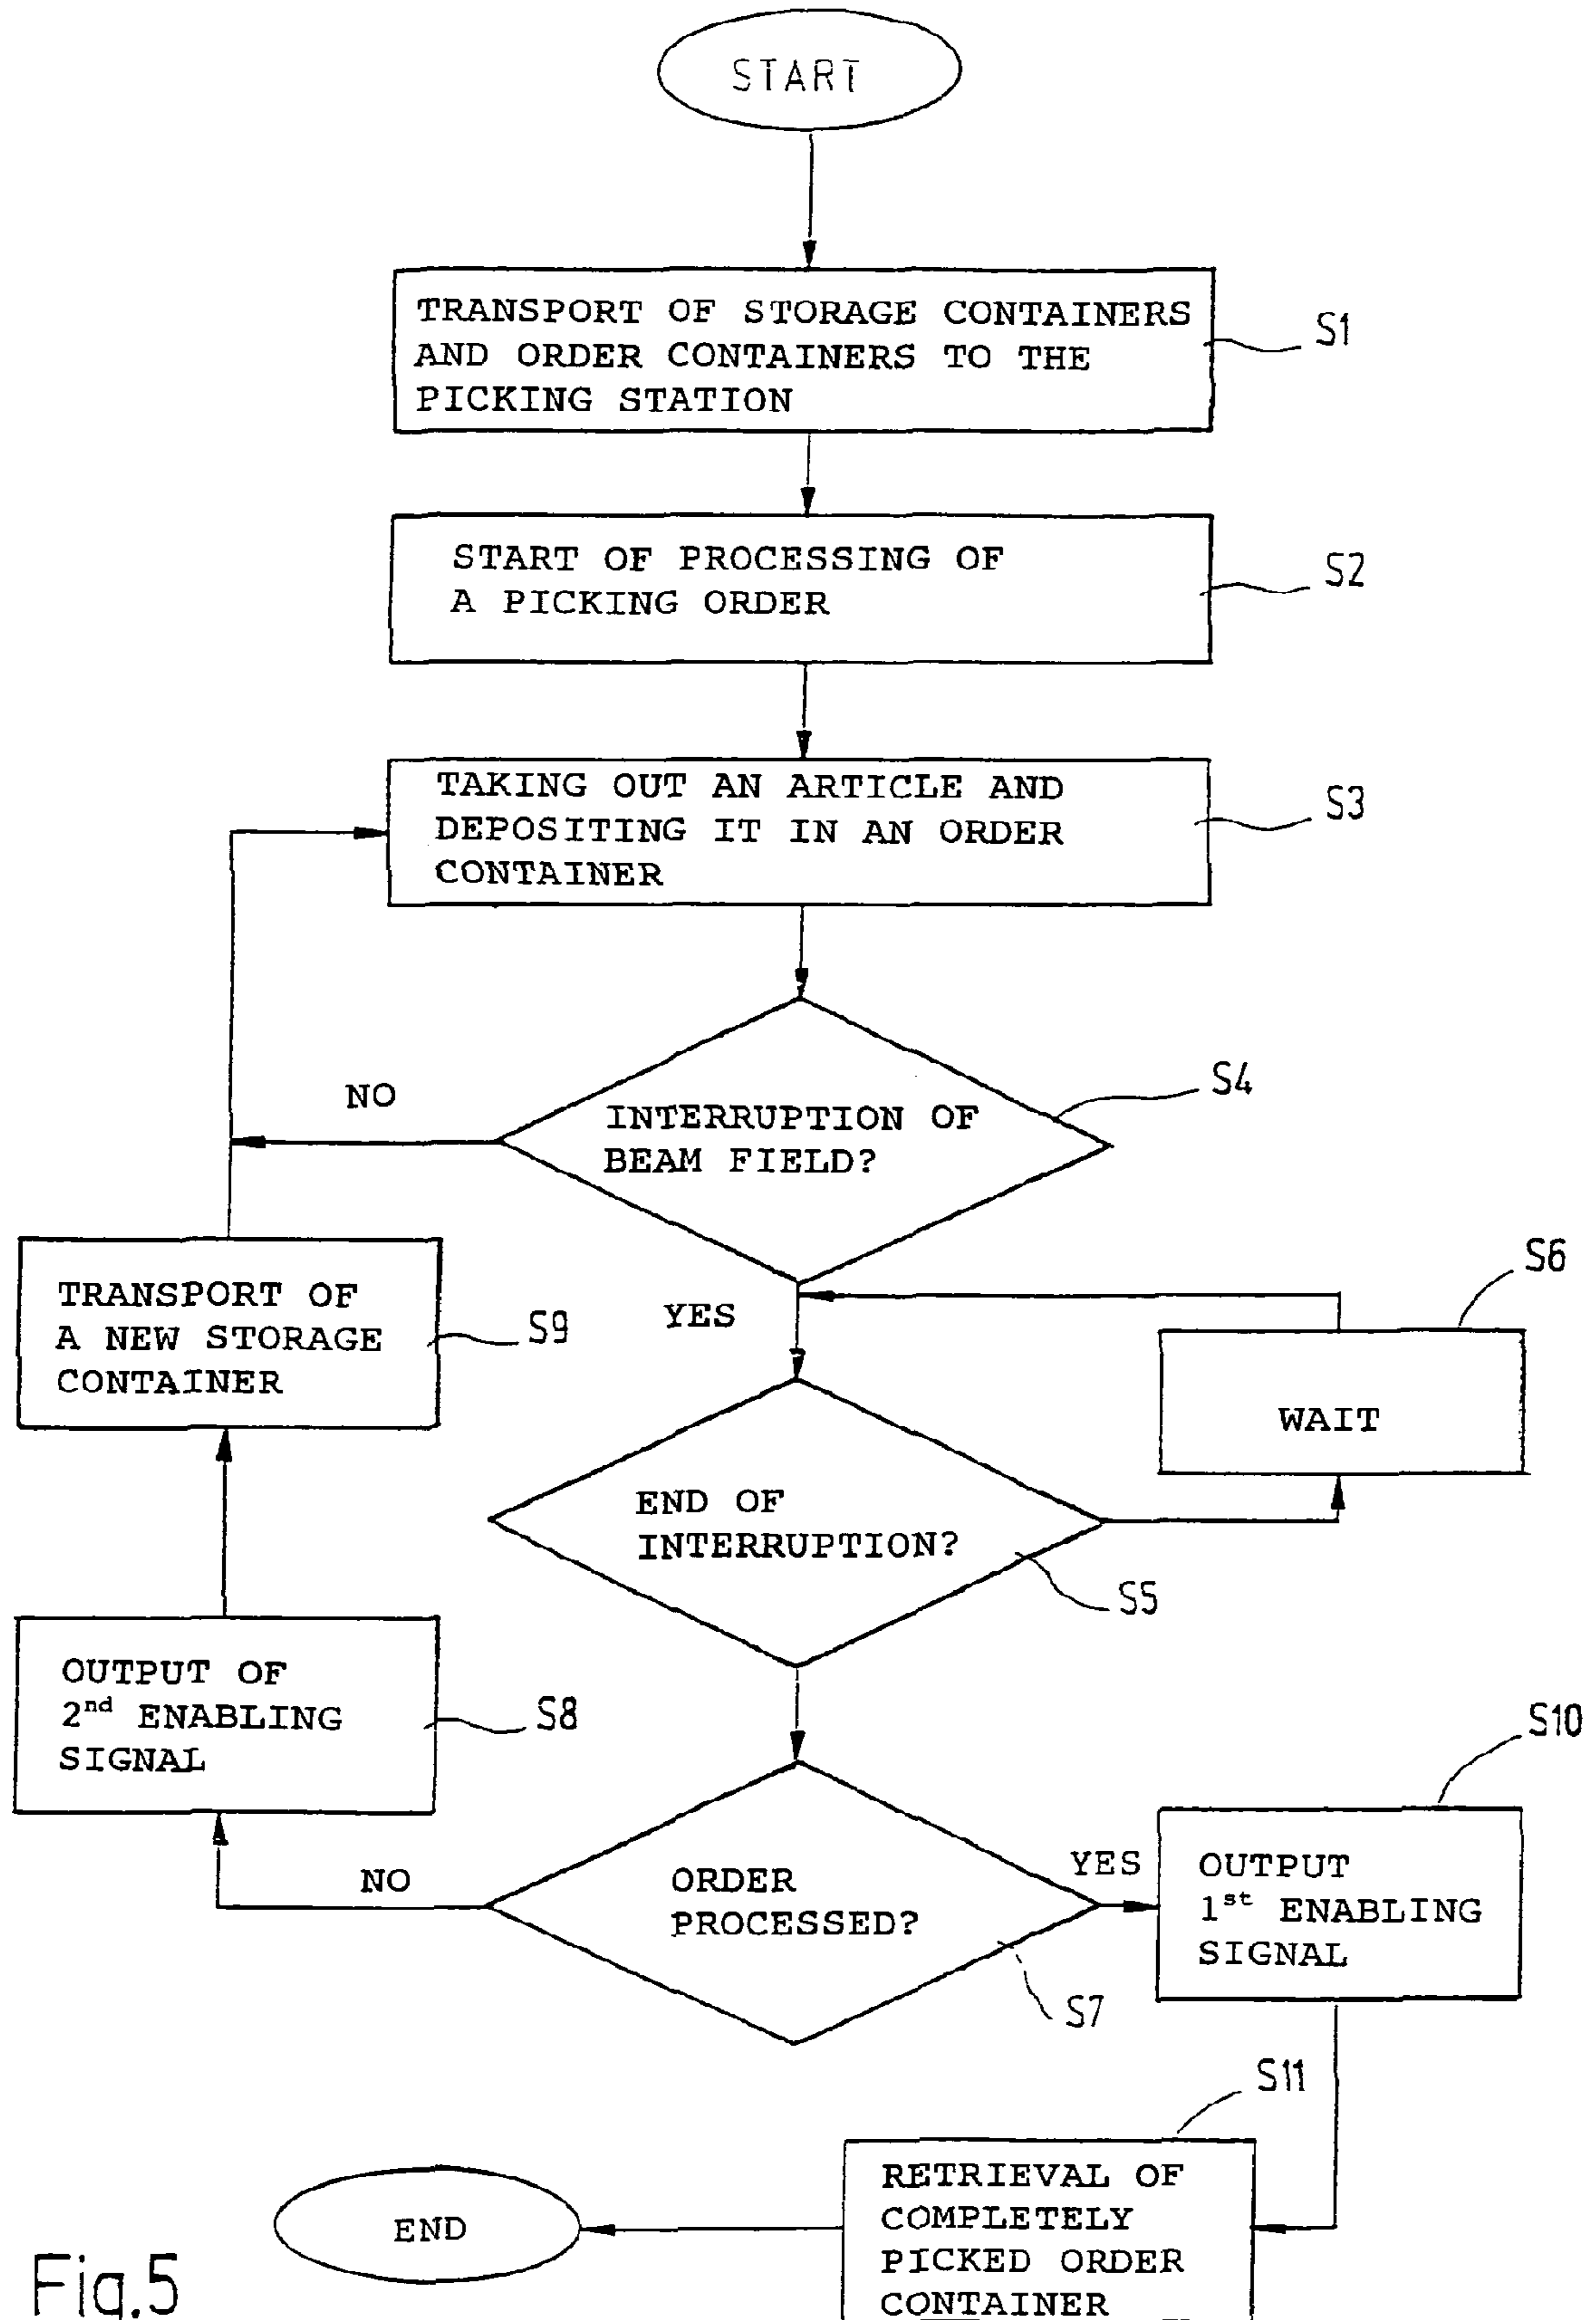 START
TRANSPORT OF STORAGE CONTAINERS
AND ORDER CONTAINERS TO THE
PICKING STATION
S1
START OF PROCESSING OF
A PICKING ORDER
S2
TAKING OUT AN ARTICLE AND
DEPOSITING IT IN AN ORDER
CONTAINER
S3
INTERRUPTION OF
BEAM FIELD?
S4
NO
YES
TRANSPORT OF
A NEW STORAGE
CONTAINER
S9
S6
WAIT
END OF
INTERRUPTION?
S5
OUTPUT OF
2nd ENABLING
SIGNAL
S8
ORDER
PROCESSED?
S7
NO
YES
OUTPUT
1st ENABLING
SIGNAL
S10
S11
RETRIEVAL OF
COMPLETELY
PICKED ORDER
CONTAINER
END
Fig.5